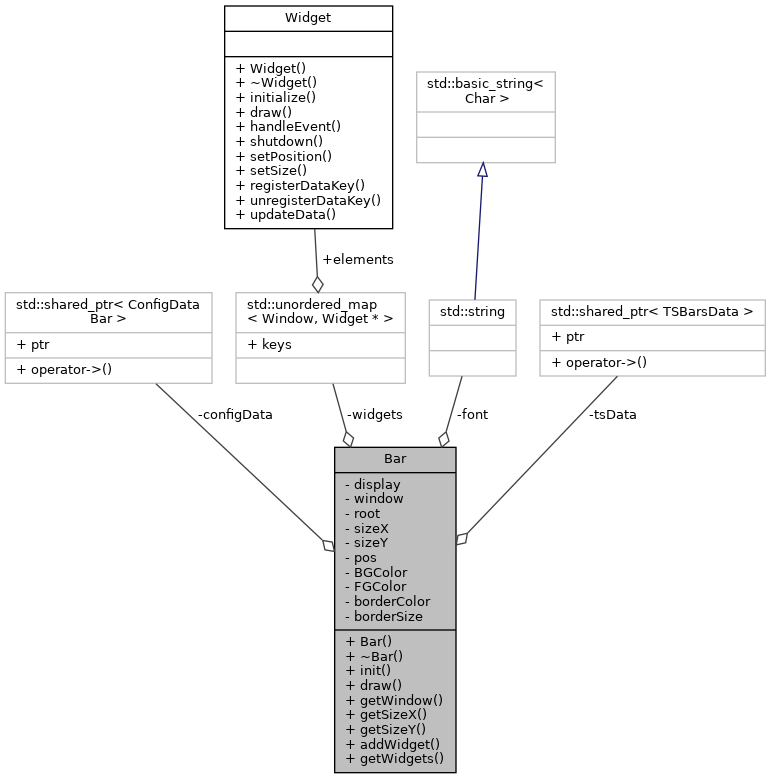 Widget
+ Widget()
+ ~Widget()
+ initialize()
+ draw()
+ handleEvent()
+ shutdown()
+ setPosition()
+ setSize()
+ registerDataKey()
+ unregisterDataKey()
+ updateData()
std::basic_string<
Char >
+elements
std::shared_ptr< ConfigData
Bar >
+ ptr
+ operator->()
std::unordered_map
< Window, Widget * >
+ keys
std::string
std::shared_ptr< TSBarsData >
+ ptr
+ operator->()
-configData
-widgets
-font
-tsData
Bar
- display
- window
- root
- sizeX
- sizeY
- pos
- BGColor
- FGColor
- borderColor
- borderSize
+ Bar()
+ ~Bar()
+ init()
+ draw()
+ getWindow()
+ getSizeX()
+ getSizeY()
+ addWidget()
+ getWidgets()